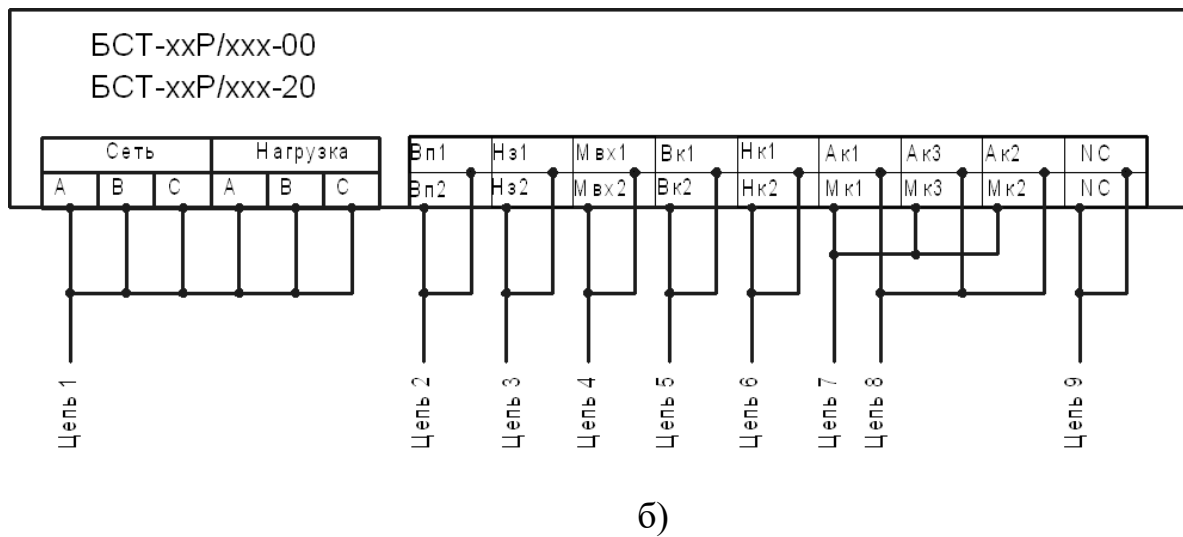 БСТ-ххР/ххх-00
БСТ-ххР/ххх-20
Сеть Нагрузка
А В С А В С
Вп1 Нз1 Мвх1 Вк1 Нк1 Ак1 Ак3 Ак2 NC
Вп2 Нз2 Мвх2 Вк2 Нк2 Мк1 Мк3 Мк2 NC
Цепь 1
Цепь 2
Цепь 3
Цепь 4
Цепь 5
Цепь 6
Цепь 7
Цепь 8
Цепь 9
б)